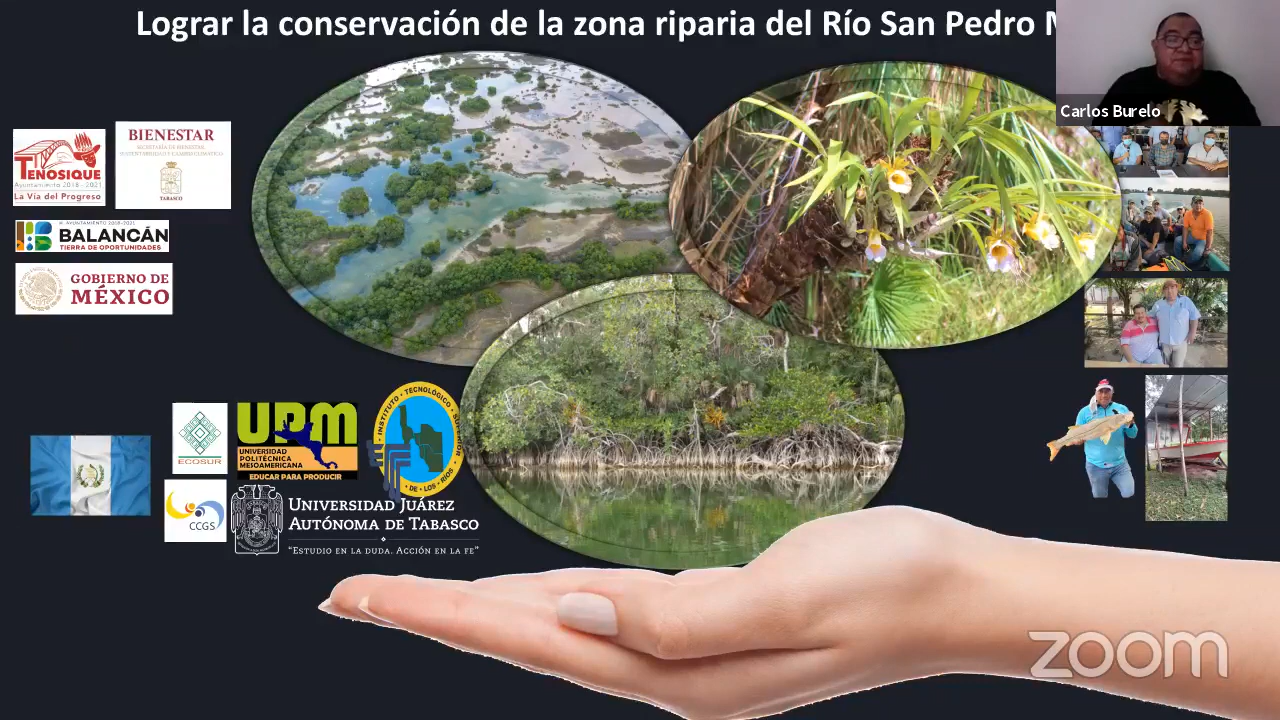 Lograr la conservación de la zona riparia del Río San Pedro
Carlos Burelo
TENOSIQUE
Ayuntamiento 2018 - 2021
La Vía del Progreso
BIENESTAR
SECRETARÍA DE BIENESTAR,
SUSTENTABILIDAD Y CAMBIO CLIMÁTICO
TABASCO
H. AYUNTAMIENTO 2018-2021
BALANCÁN
TIERRA DE OPORTUNIDADES
GOBIERNO DE
MÉXICO
ECOSUR
UPM
UNIVERSIDAD
POLITÉCNICA
MESOAMERICANA
EDUCAR PARA PRODUCIR
INSTITUTO TECNOLÓGICO SUPERIOR
DE LOS RÍOS
CCGS
UNIVERSIDAD JUÁREZ
AUTÓNOMA DE TABASCO
“ESTUDIO EN LA DUDA. ACCIÓN EN LA FE”
zoom